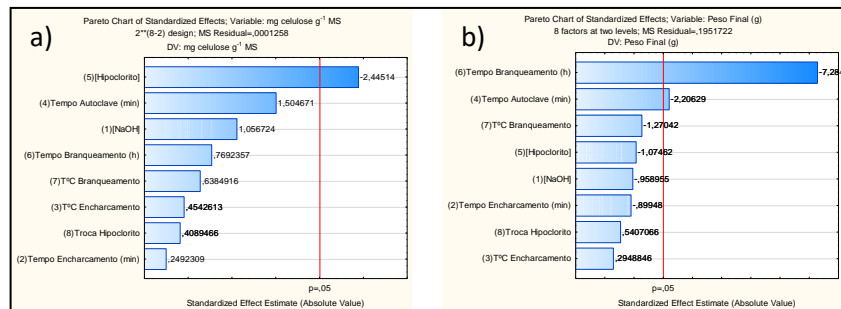 a)
Pareto Chart of Standardized Effects; Variable: mg celulose g-1 MS
2**(8-2) design; MS Residual=,0001258
DV: mg celulose g-1 MS
(5)[Hipoclorito] -2,44514
(4)Tempo Autoclave (min) 1,504671
(1)[NaOH] 1,056724
(6)Tempo Branqueamento (h) ,7692357
(7)TºC Branqueamento ,6384916
(3)TºC Encharcamento ,4542613
(8)Troca Hipoclorito ,4089466
(2)Tempo Encharcamento (min) ,2492309
p=,05
Standardized Effect Estimate (Absolute Value)
b)
Pareto Chart of Standardized Effects; Variable: Peso Final (g)
8 factors at two levels; MS Residual=,1951722
DV: Peso Final (g)
(6)Tempo Branqueamento (h) -7,284
(4)Tempo Autoclave (min) -2,20629
(7)TºC Branqueamento -1,27042
(5)[Hipoclorito] -1,07462
(1)[NaOH] -,958955
(2)Tempo Encharcamento (min) -,89948
(8)Troca Hipoclorito ,5407066
(3)TºC Encharcamento ,2948846
p=,05
Standardized Effect Estimate (Absolute Value)